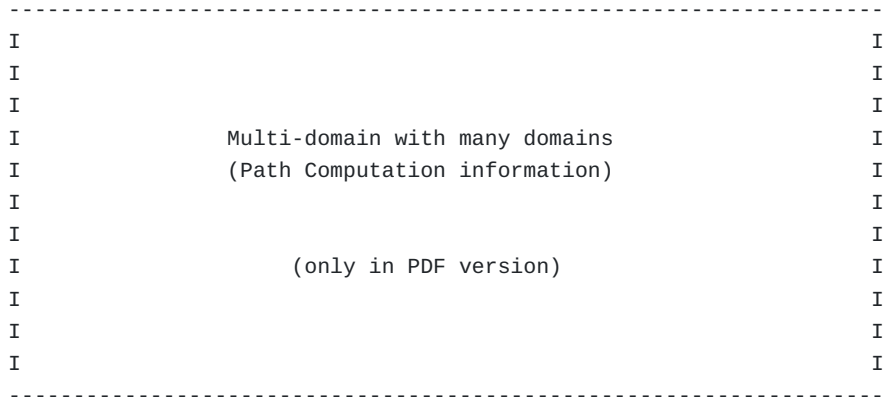 ---------------------------------------------------------------------
I                                                                   I
I                                                                   I
I                                                                   I
I                Multi-domain with many domains                     I
I                (Path Computation information)                     I
I                                                                   I
I                                                                   I
I                     (only in PDF version)                         I
I                                                                   I
I                                                                   I
I                                                                   I
---------------------------------------------------------------------